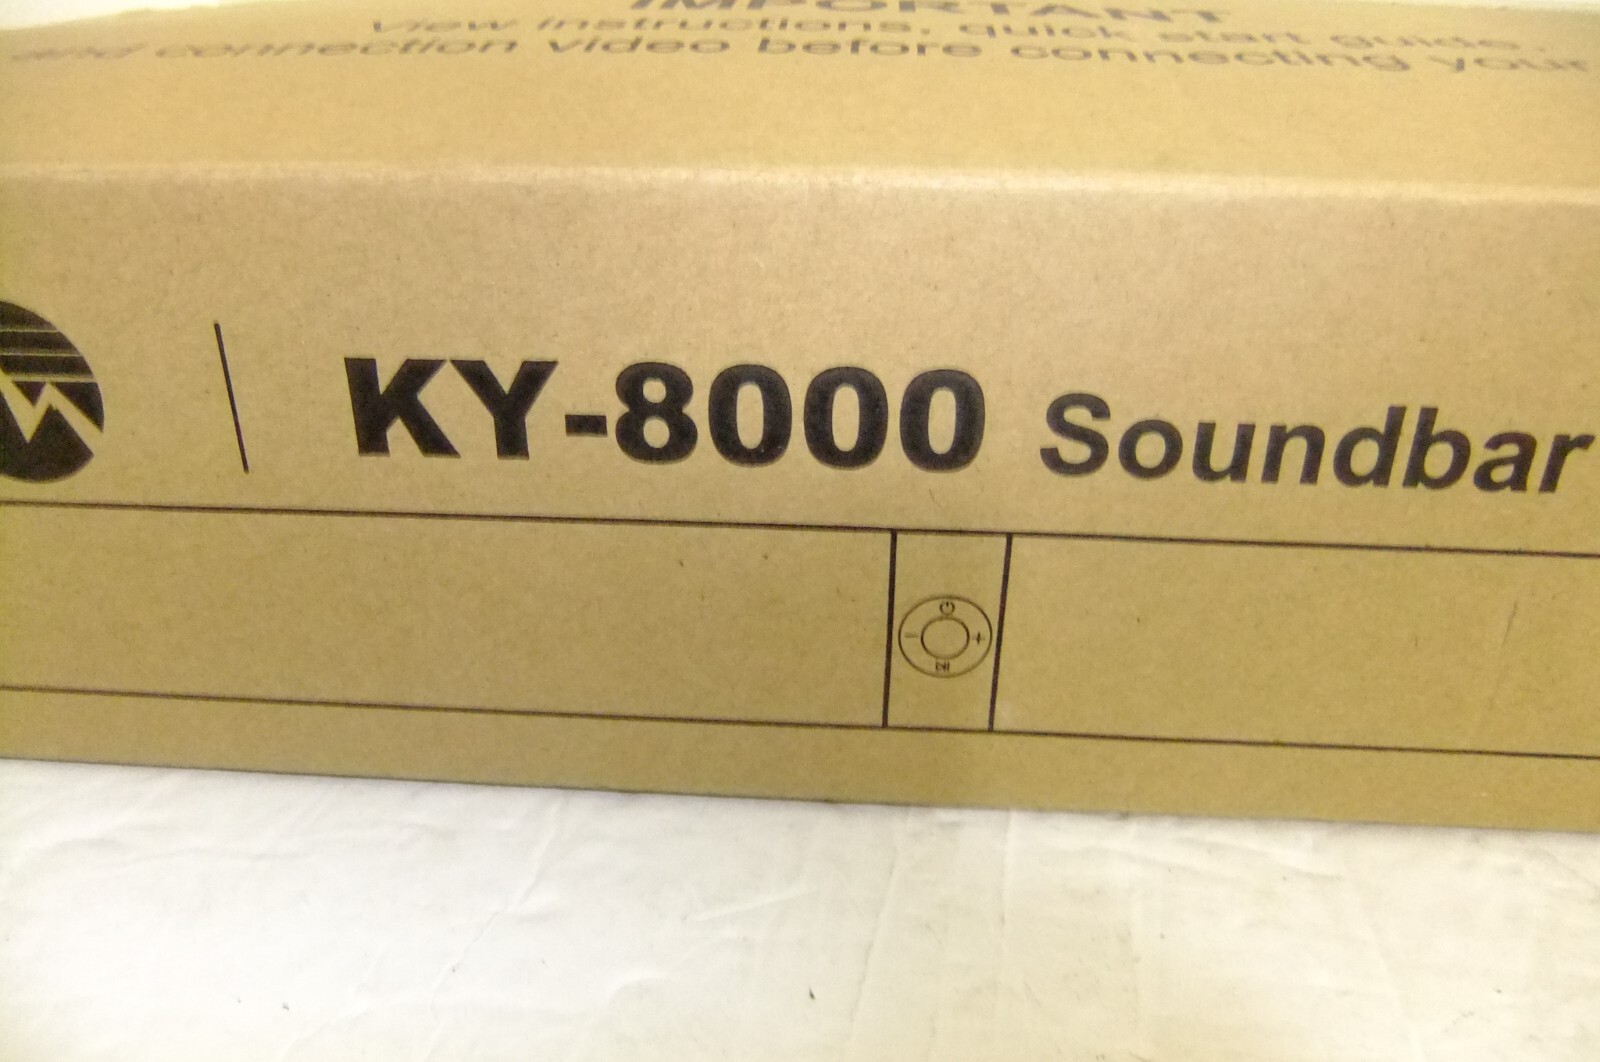 IMPORTANT
View instructions, quick start guide,
and connection video before connecting your
KY-8000 Soundbar